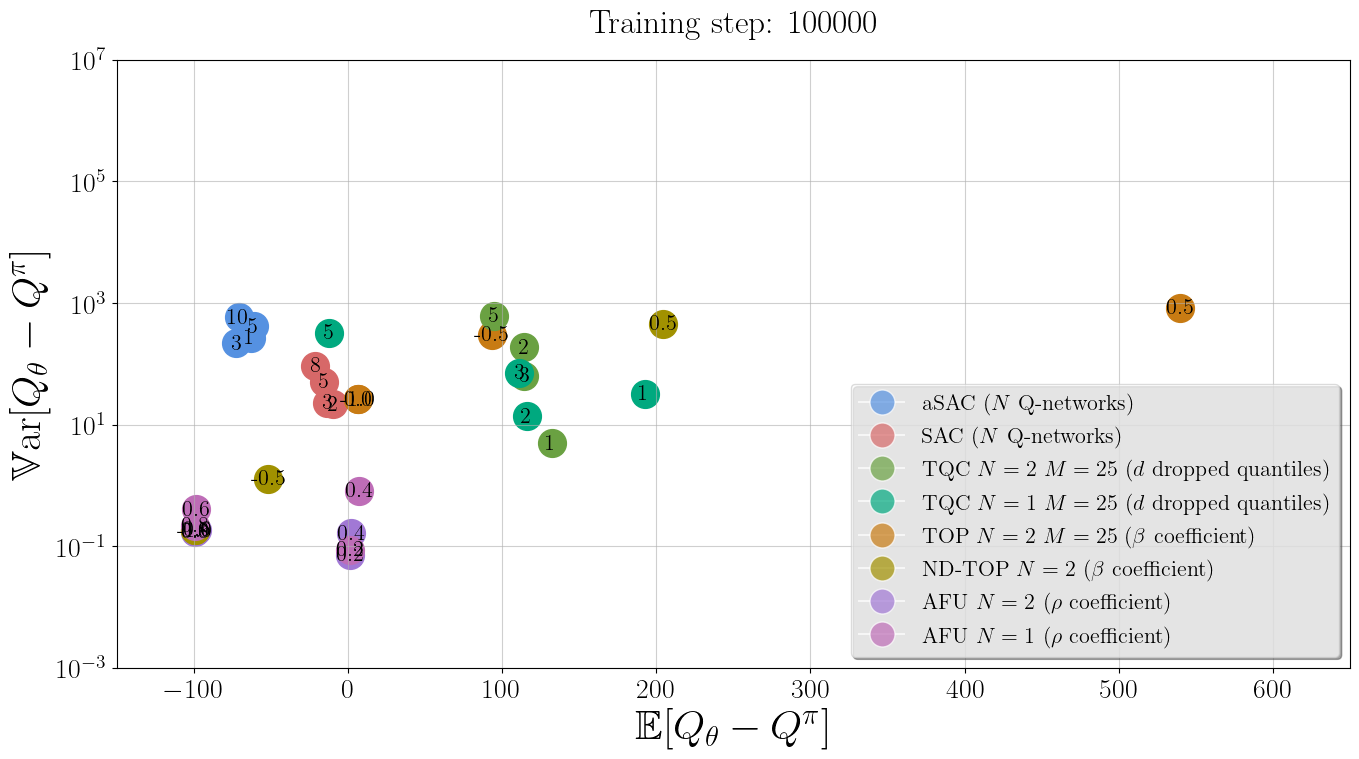 Training step: 100000
10^7
10^5
10^3
10^1
10^{-1}
10^{-3}
𝕍ar[Q_θ − Q^π]
10
5
1
3
5
8
5
3
2
5
-0.5
2
3
3
2
1
1
0.5
0.5
-0.5
0.6
0.4
0.4
0.2
aSAC (N Q-networks)
SAC (N Q-networks)
TQC N = 2 M = 25 (d dropped quantiles)
TQC N = 1 M = 25 (d dropped quantiles)
TOP N = 2 M = 25 (β coefficient)
ND-TOP N = 2 (β coefficient)
AFU N = 2 (ρ coefficient)
AFU N = 1 (ρ coefficient)
−100 0 100 200 300 400 500 600
𝔼[Q_θ − Q^π]